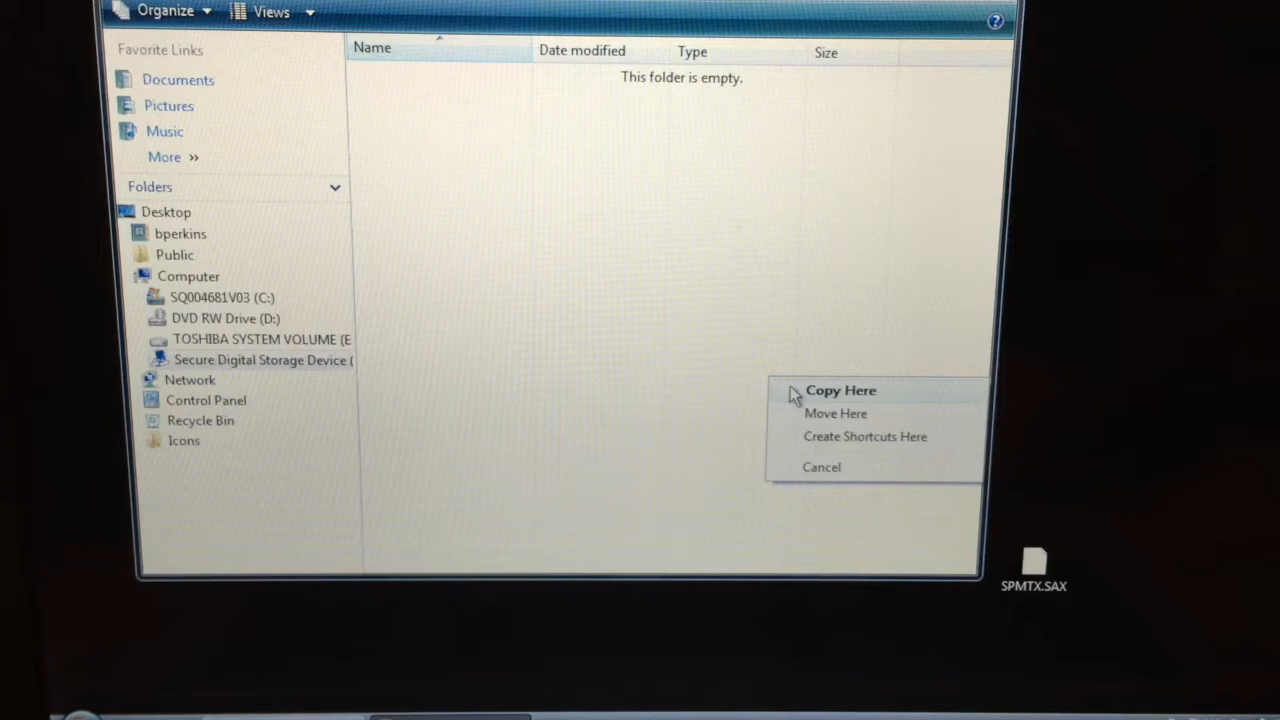 Organize Views
Favorite Links
Documents
Pictures
Music
More »
Folders
Desktop
bperkins
Public
Computer
SQ004681V03 (C:)
DVD RW Drive (D:)
TOSHIBA SYSTEM VOLUME (E
Secure Digital Storage Device (
Network
Control Panel
Recycle Bin
Icons
Name Date modified Type Size
This folder is empty.
Copy Here
Move Here
Create Shortcuts Here
Cancel
SPMTX.SAX